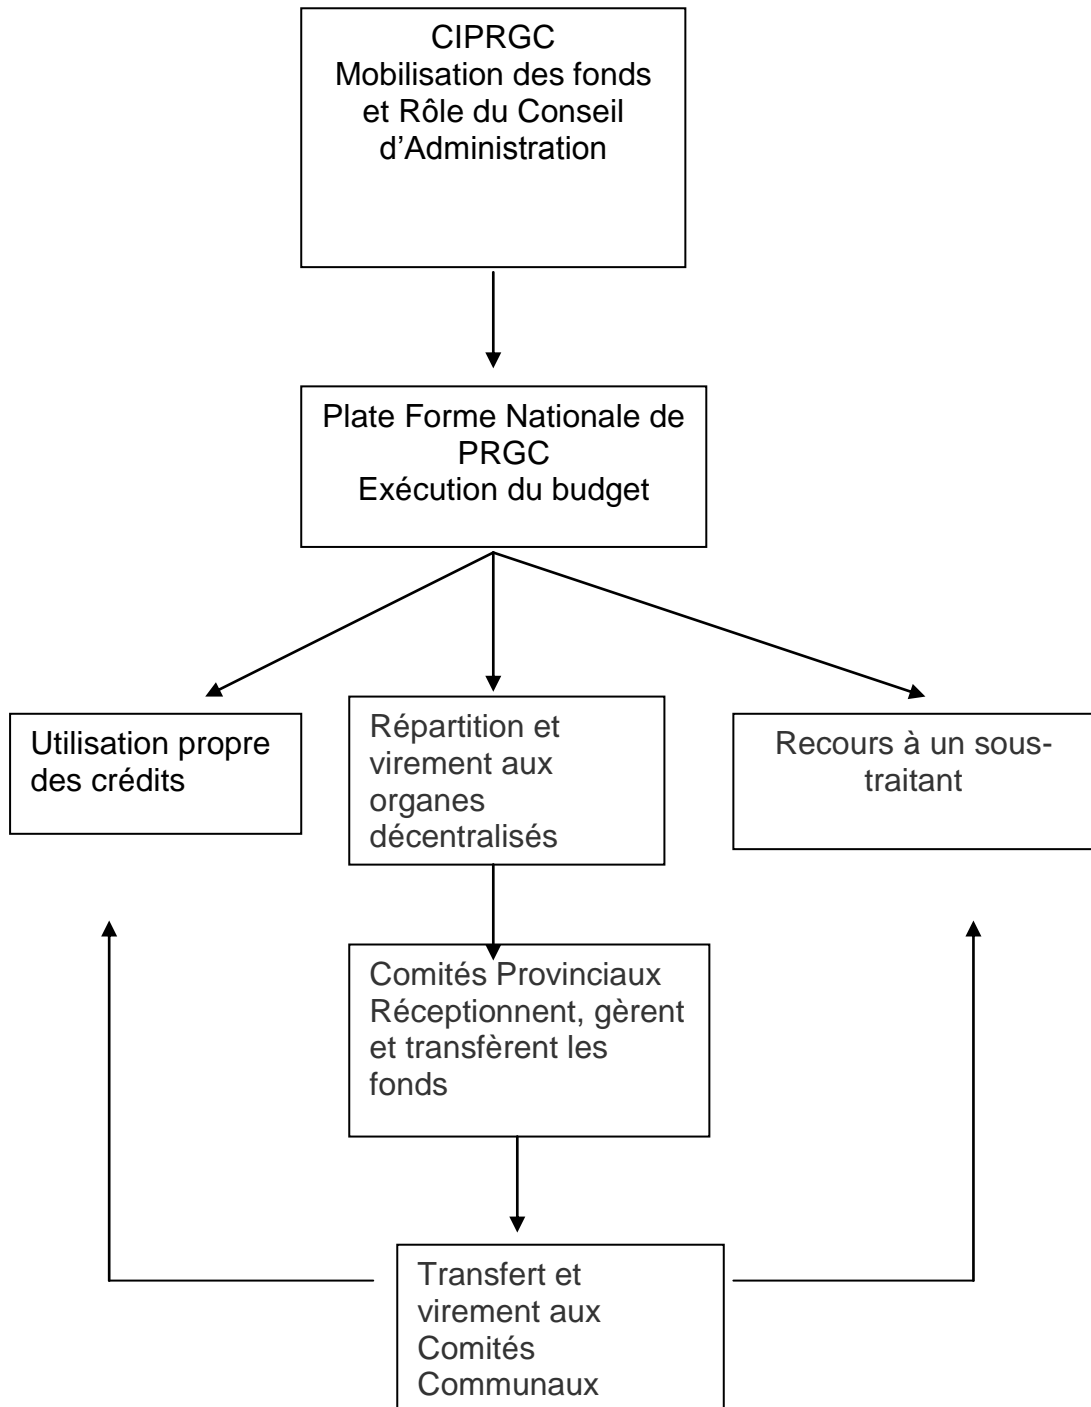 CIPRGC
Mobilisation des fonds
et Rôle du Conseil
d’Administration
Plate Forme Nationale de
PRGC
Exécution du budget
Utilisation propre
des crédits
Répartition et
virement aux
organes
décentralisés
Recours à un sous-
traitant
Comités Provinciaux
Réceptionnent, gèrent
et transfèrent les
fonds
Transfert et
virement aux
Comités
Communaux